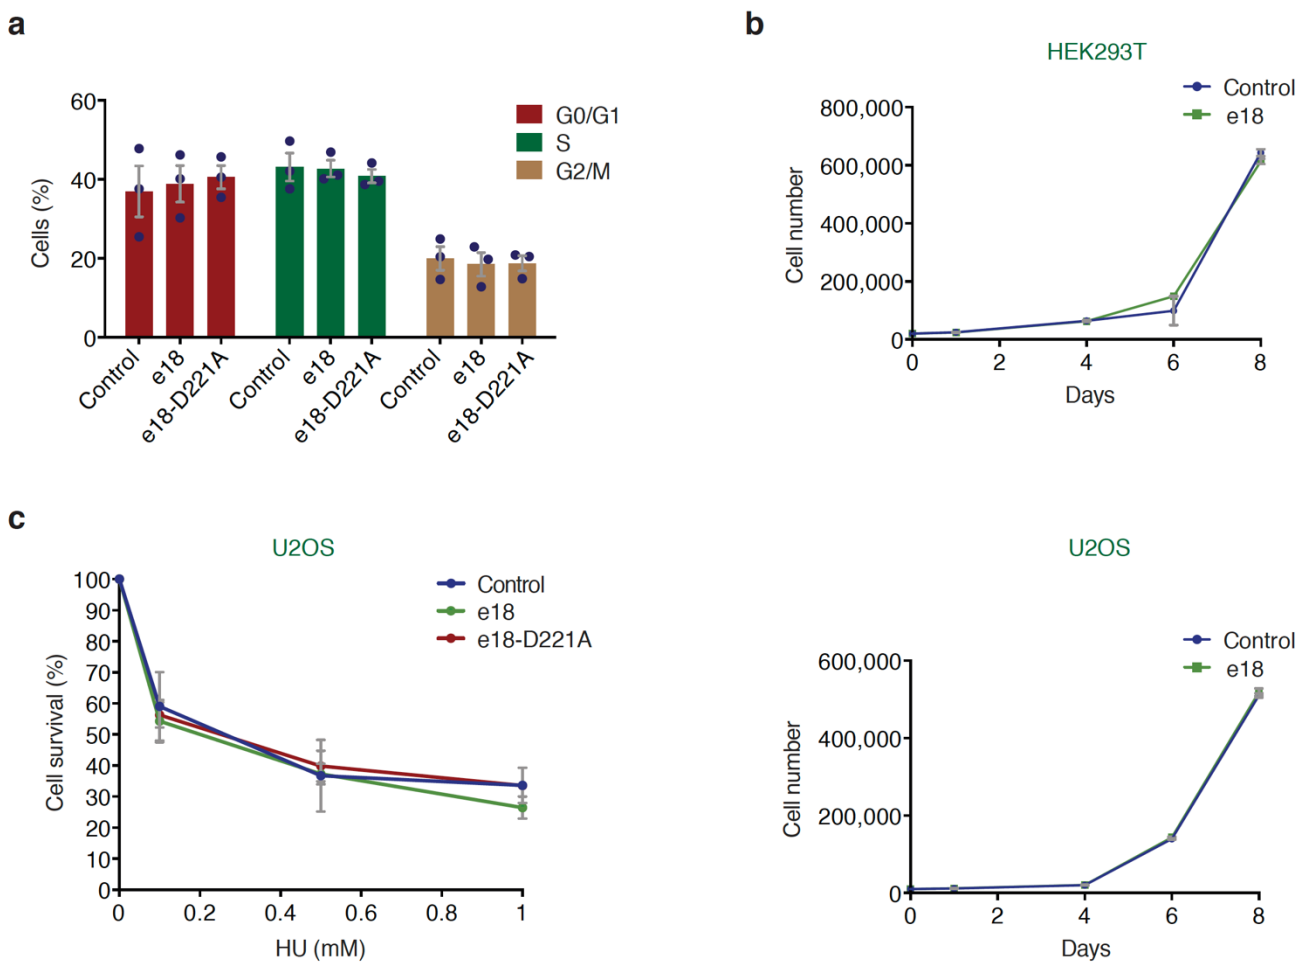 a
60
40
20
0
Cells (%)
G0/G1
S
G2/M
Control
e18
e18-D221A
Control
e18
e18-D221A
Control
e18
e18-D221A
b
HEK293T
Control
e18
800,000
600,000
400,000
200,000
0
Cell number
0 2 4 6 8
Days
c
U2OS
Control
e18
e18-D221A
100
90
80
70
60
50
40
30
20
10
0
Cell survival (%)
0 0.2 0.4 0.6 0.8 1
HU (mM)
U2OS
Control
e18
600,000
400,000
200,000
0
Cell number
0 2 4 6 8
Days